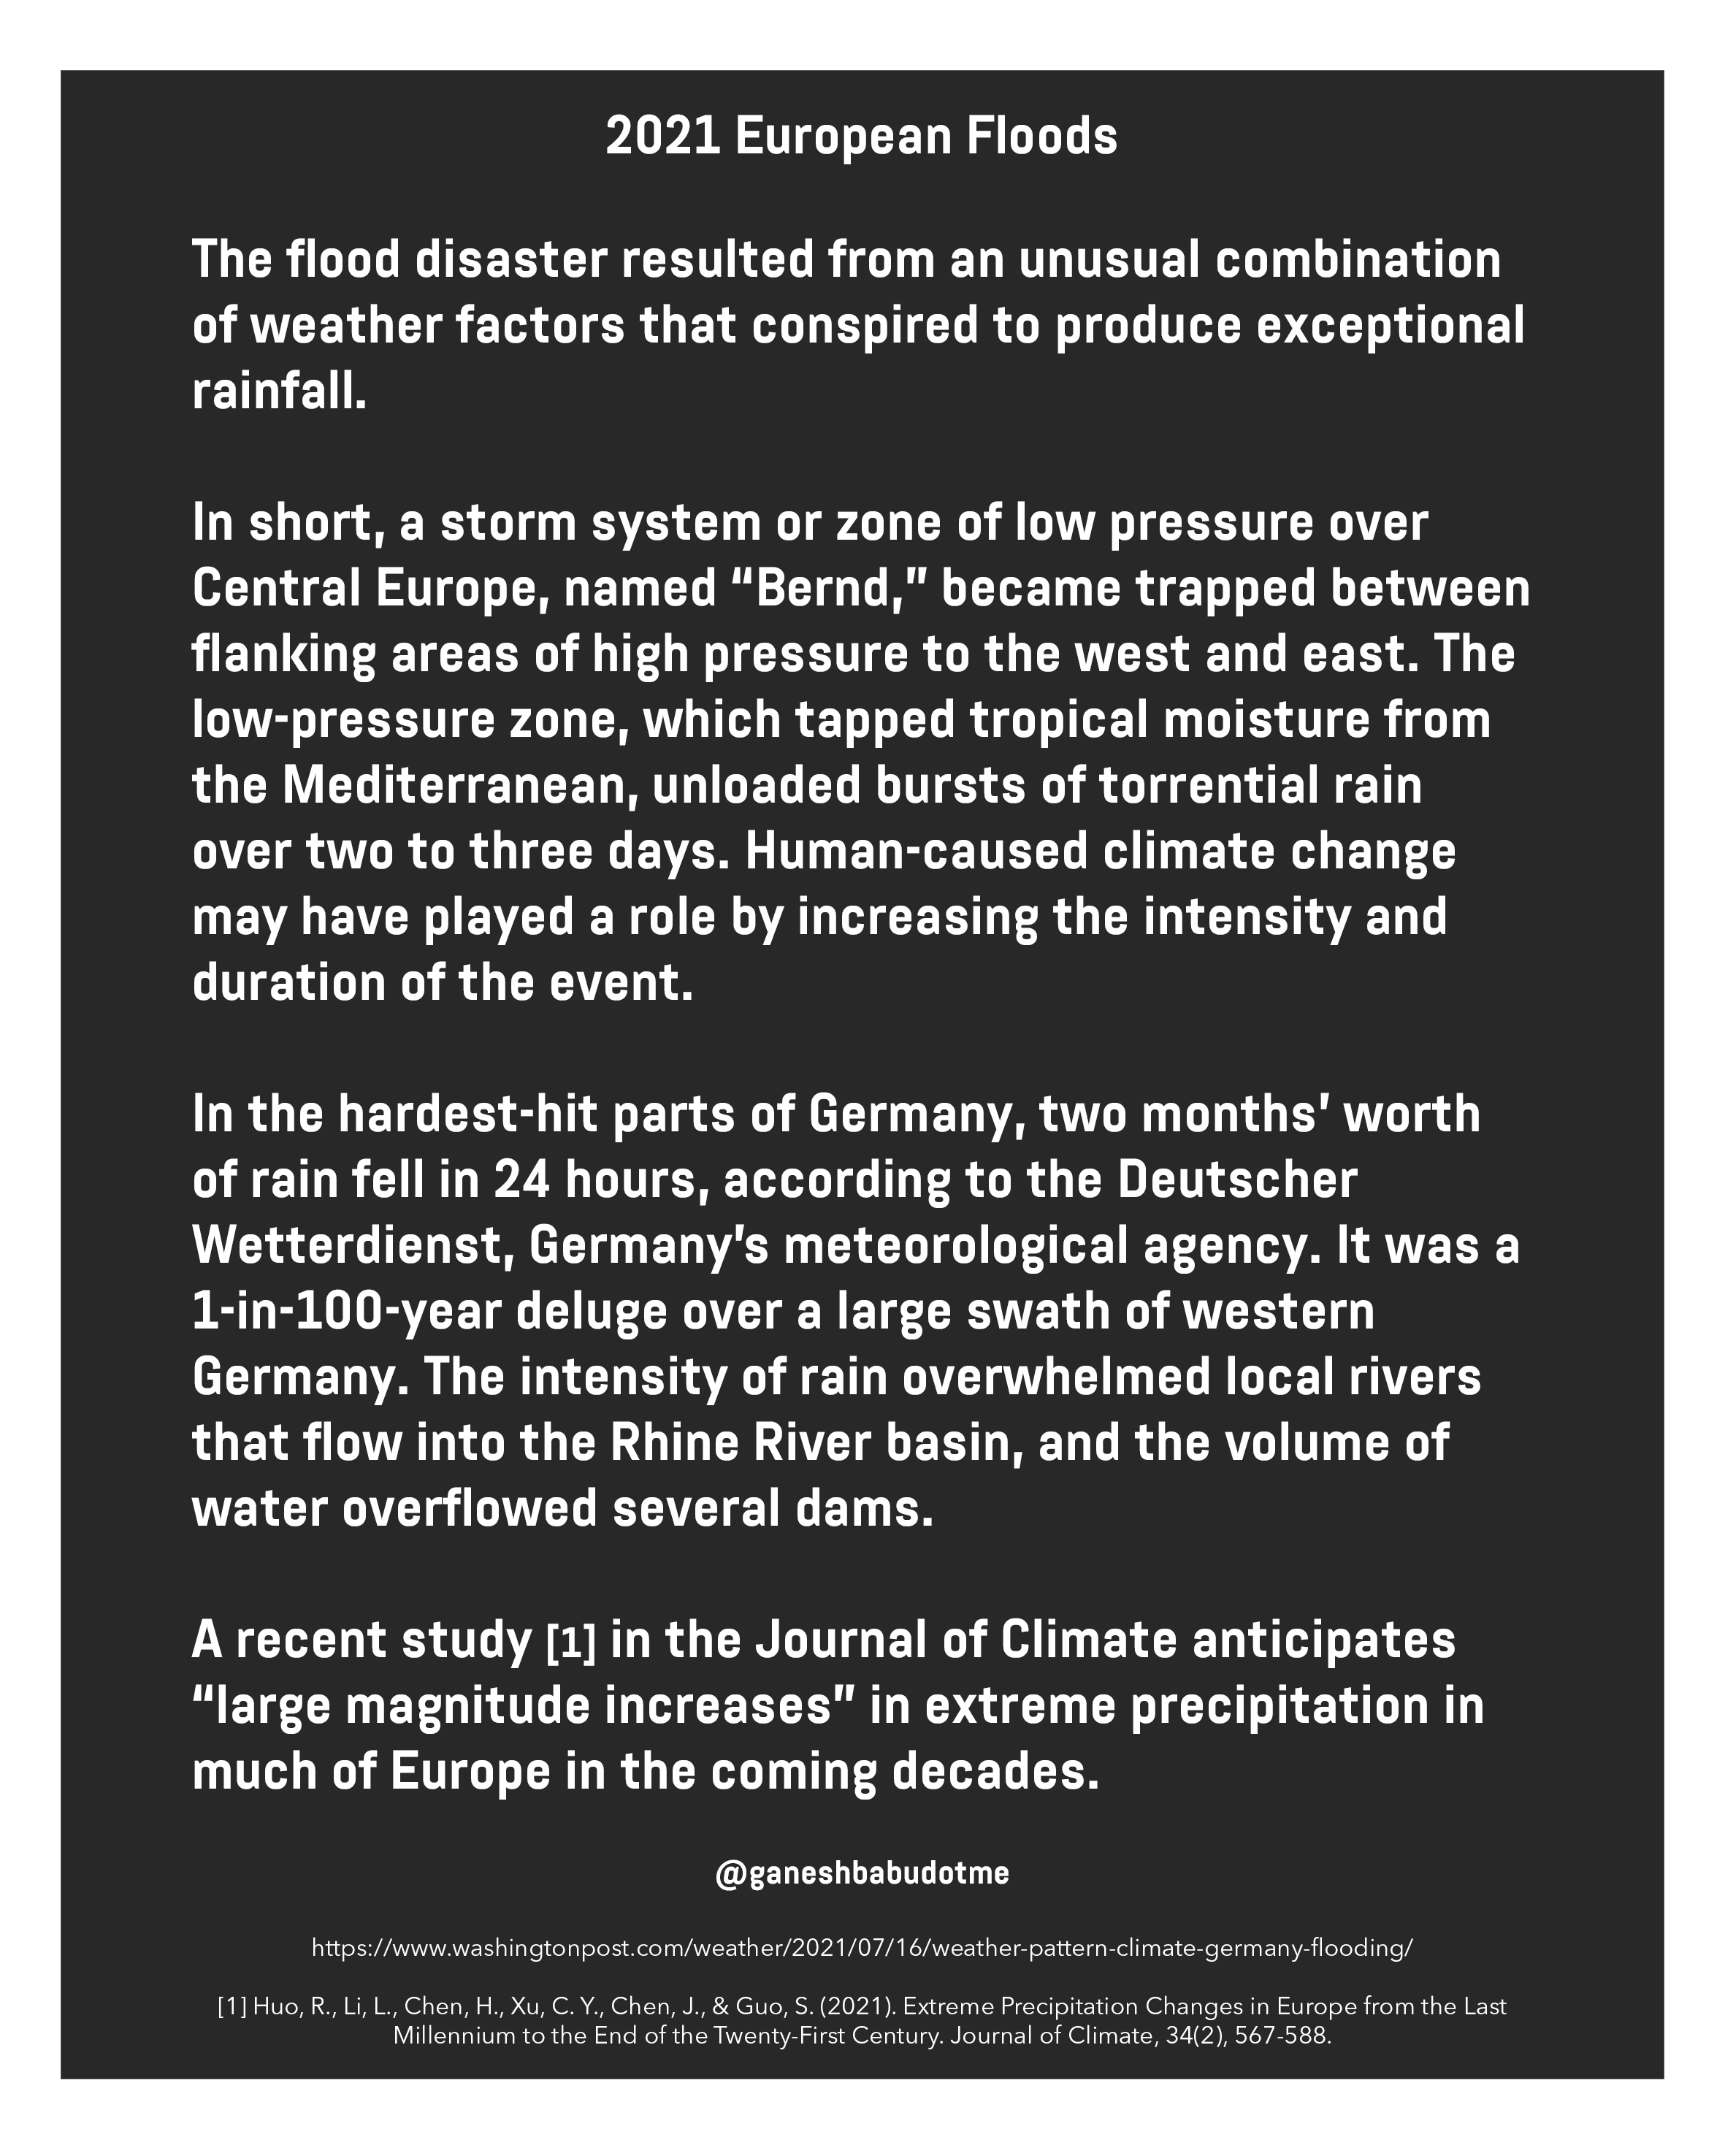 2021 European Floods
The flood disaster resulted from an unusual combination
of weather factors that conspired to produce exceptional
rainfall.
In short, a storm system or zone of low pressure over
Central Europe, named “Bernd,” became trapped between
flanking areas of high pressure to the west and east. The
low-pressure zone, which tapped tropical moisture from
the Mediterranean, unloaded bursts of torrential rain
over two to three days. Human-caused climate change
may have played a role by increasing the intensity and
duration of the event.
In the hardest-hit parts of Germany, two months’ worth
of rain fell in 24 hours, according to the Deutscher
Wetterdienst, Germany’s meteorological agency. It was a
1-in-100-year deluge over a large swath of western
Germany. The intensity of rain overwhelmed local rivers
that flow into the Rhine River basin, and the volume of
water overflowed several dams.
A recent study [1] in the Journal of Climate anticipates
“large magnitude increases” in extreme precipitation in
much of Europe in the coming decades.
@ganeshbabudotme
https://www.washingtonpost.com/weather/2021/07/16/weather-pattern-climate-germany-flooding/
[1] Huo, R., Li, L., Chen, H., Xu, C. Y., Chen, J., & Guo, S. (2021). Extreme Precipitation Changes in Europe from the Last
Millennium to the End of the Twenty-First Century. Journal of Climate, 34(2), 567-588.